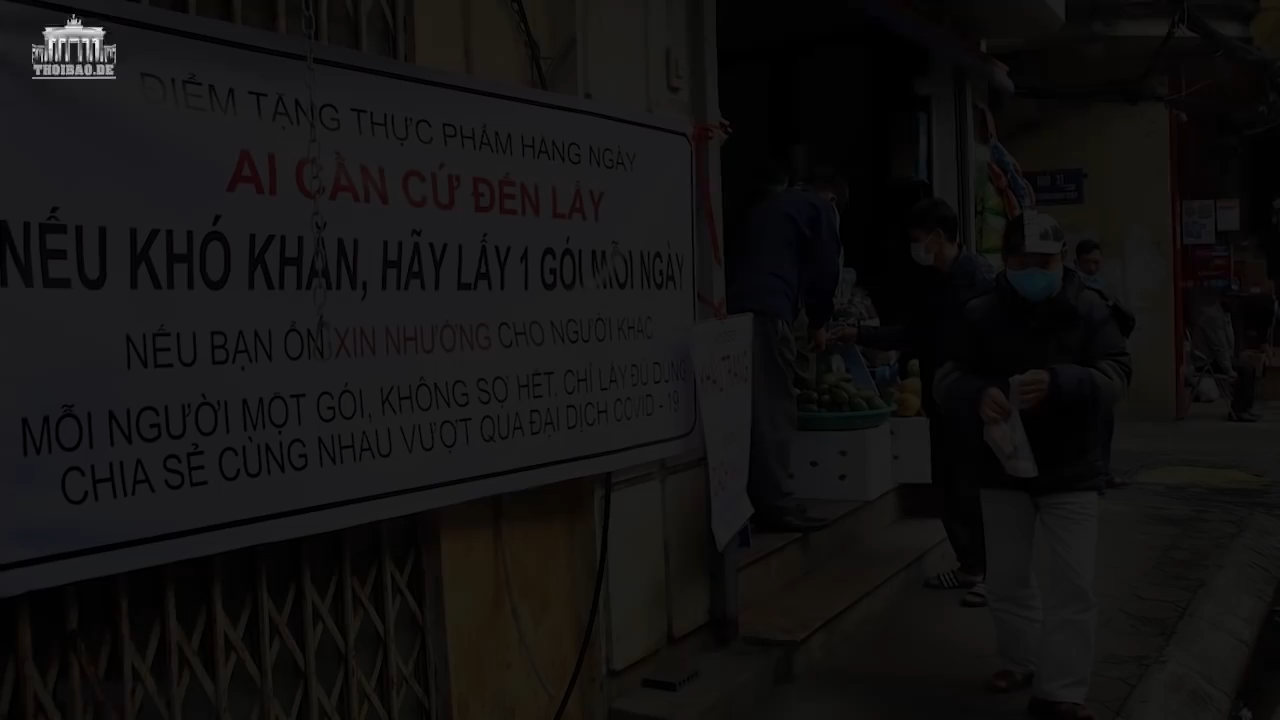 THOIBAO.DE
ĐIỂM TẶNG THỰC PHẨM HÀNG NGÀY
AI CẦN CỨ ĐẾN LẤY
NẾU KHÓ KHĂN, HÃY LẤY 1 GÓI MỖI NGÀY
NẾU BẠN ỔN XIN NHƯỜNG CHO NGƯỜI KHÁC
MỖI NGƯỜI MỘT GÓI, KHÔNG SỢ HẾT, CHỈ LẤY ĐỦ DÙNG
CHIA SẺ CÙNG NHAU VƯỢT QUA ĐẠI DỊCH COVID - 19